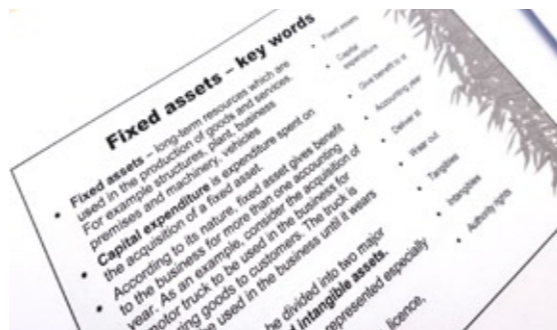 Fixed assets – key words
• Fixed assets – long-term resources which are
used in the production of goods and services.
For example structures, plant, business
premises and machinery, vehicles
• Capital expenditure is expenditure spent on
the acquisition of a fixed asset.
• According to its nature, fixed asset gives benefit
to the business for more than one accounting
year. As an example, consider the acquisition of
motor truck to be used in the business for
ring goods to customers. The truck is
be used in the business until it wears
be divided into two major
d intangible assets.
represented especially
licence,
• Fixed assets
• Capital
expenditure
• Give benefit to
• Accounting year
• Deliver
• Wear out
• Tangibles
• Intangibles
• Authority rights